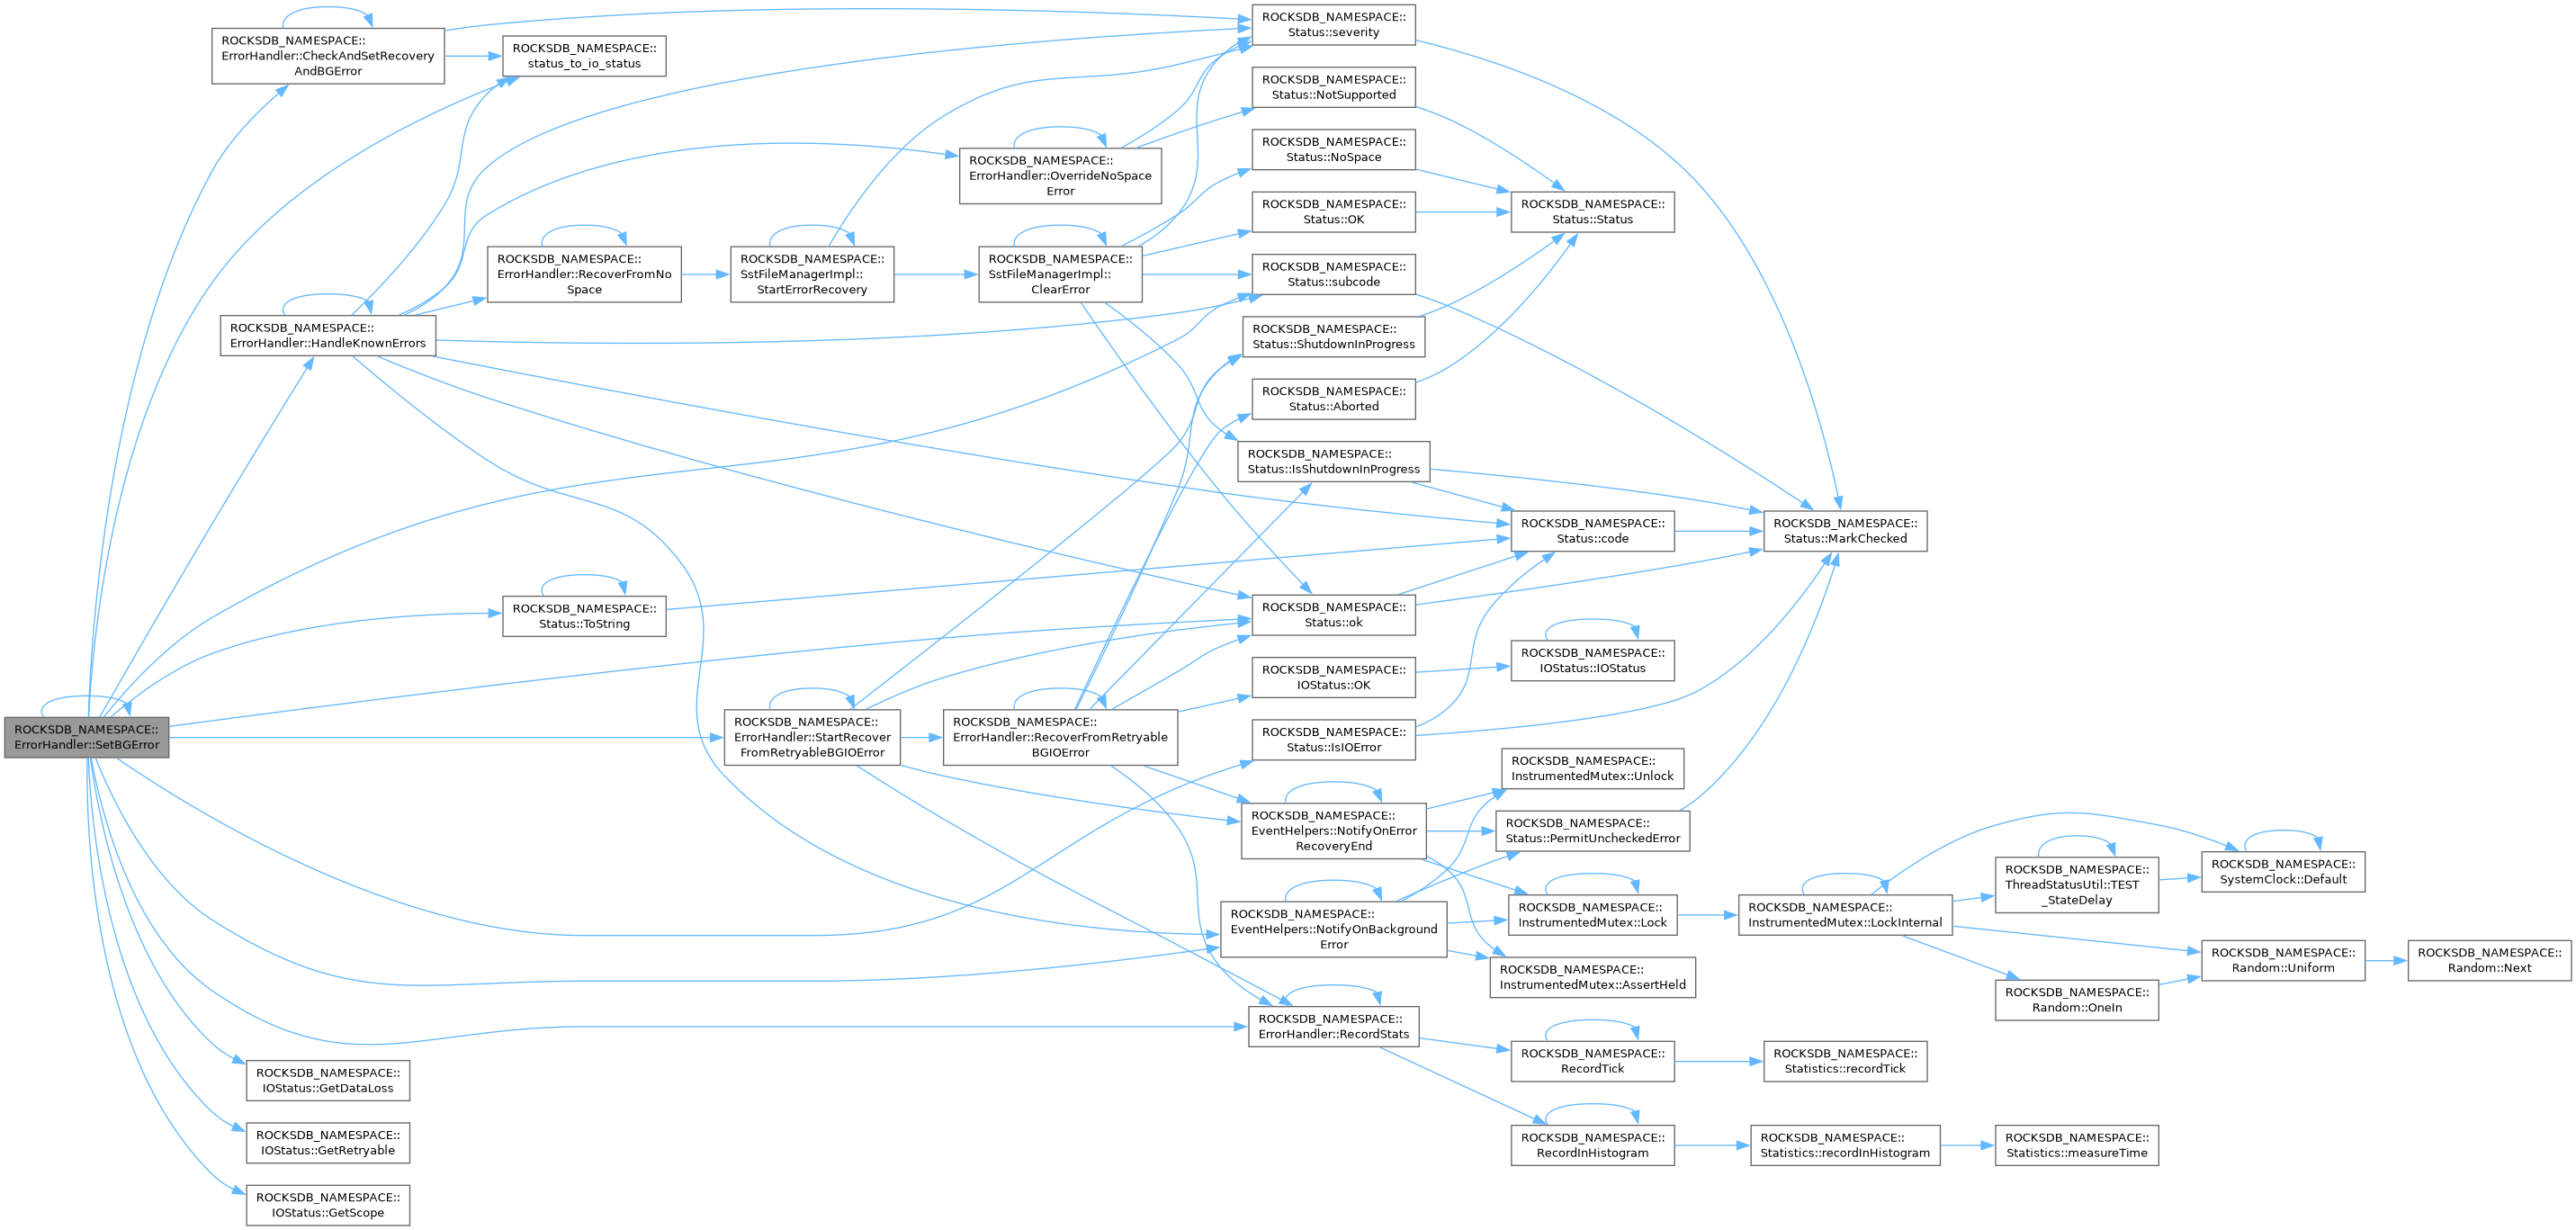 ROCKSDB_NAMESPACE::
ErrorHandler::SetBGError
ROCKSDB_NAMESPACE::
ErrorHandler::CheckAndSetRecovery
AndBGError
ROCKSDB_NAMESPACE::
status_to_io_status
ROCKSDB_NAMESPACE::
ErrorHandler::HandleKnownErrors
ROCKSDB_NAMESPACE::
ErrorHandler::RecoverFromNo
Space
ROCKSDB_NAMESPACE::
SstFileManagerImpl::
StartErrorRecovery
ROCKSDB_NAMESPACE::
ErrorHandler::OverrideNoSpace
Error
ROCKSDB_NAMESPACE::
SstFileManagerImpl::
ClearError
ROCKSDB_NAMESPACE::
Status::ToString
ROCKSDB_NAMESPACE::
ErrorHandler::StartRecover
FromRetryableBGIOError
ROCKSDB_NAMESPACE::
ErrorHandler::RecoverFromRetryable
BGIOError
ROCKSDB_NAMESPACE::
IOStatus::GetDataLoss
ROCKSDB_NAMESPACE::
IOStatus::GetRetryable
ROCKSDB_NAMESPACE::
IOStatus::GetScope
ROCKSDB_NAMESPACE::
Status::severity
ROCKSDB_NAMESPACE::
Status::NotSupported
ROCKSDB_NAMESPACE::
Status::NoSpace
ROCKSDB_NAMESPACE::
Status::OK
ROCKSDB_NAMESPACE::
Status::subcode
ROCKSDB_NAMESPACE::
Status::ShutdownInProgress
ROCKSDB_NAMESPACE::
Status::Aborted
ROCKSDB_NAMESPACE::
Status::IsShutdownInProgress
ROCKSDB_NAMESPACE::
Status::ok
ROCKSDB_NAMESPACE::
IOStatus::OK
ROCKSDB_NAMESPACE::
Status::IsIOError
ROCKSDB_NAMESPACE::
EventHelpers::NotifyOnError
RecoveryEnd
ROCKSDB_NAMESPACE::
EventHelpers::NotifyOnBackground
Error
ROCKSDB_NAMESPACE::
ErrorHandler::RecordStats
ROCKSDB_NAMESPACE::
Status::Status
ROCKSDB_NAMESPACE::
Status::code
ROCKSDB_NAMESPACE::
IOStatus::IOStatus
ROCKSDB_NAMESPACE::
InstrumentedMutex::Unlock
ROCKSDB_NAMESPACE::
Status::PermitUncheckedError
ROCKSDB_NAMESPACE::
InstrumentedMutex::Lock
ROCKSDB_NAMESPACE::
InstrumentedMutex::AssertHeld
ROCKSDB_NAMESPACE::
RecordTick
ROCKSDB_NAMESPACE::
RecordInHistogram
ROCKSDB_NAMESPACE::
Status::MarkChecked
ROCKSDB_NAMESPACE::
InstrumentedMutex::LockInternal
ROCKSDB_NAMESPACE::
Statistics::recordTick
ROCKSDB_NAMESPACE::
Statistics::recordInHistogram
ROCKSDB_NAMESPACE::
ThreadStatusUtil::TEST
_StateDelay
ROCKSDB_NAMESPACE::
Random::OneIn
ROCKSDB_NAMESPACE::
Statistics::measureTime
ROCKSDB_NAMESPACE::
SystemClock::Default
ROCKSDB_NAMESPACE::
Random::Uniform
ROCKSDB_NAMESPACE::
Random::Next